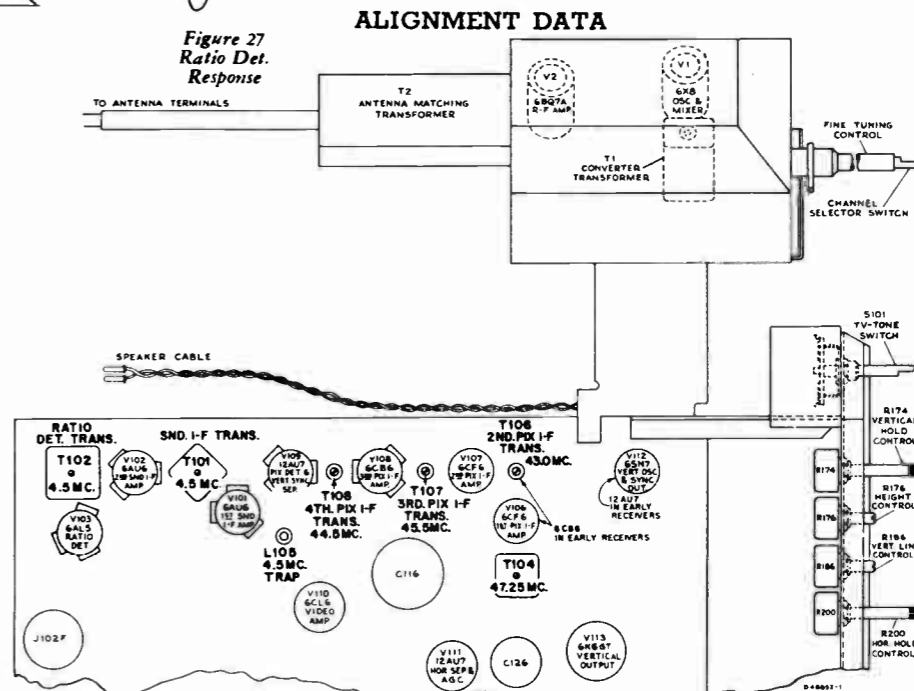 ALIGNMENT DATA
Figure 27
Ratio Det.
Response
TO ANTENNA TERMINALS
T2
ANTENNA MATCHING
TRANSFORMER
V2
6BQ7A
R-F AMP
V1
6X8
OSC &
MIXER
T1
CONVERTER
TRANSFORMER
FINE TUNING
CONTROL
CHANNEL
SELECTOR SWITCH
SPEAKER CABLE
S101
TV-TONE
SWITCH
RATIO
DET. TRANS.
T102
4.5 MC.
V102
6AU6
2ND SND I-F
AMP.
SND. I-F TRANS.
T101
4.5 MC.
V103
6AL5
RATIO
DET
V101
6AU6
1ST SND
I-F AMP.
V109
12AU7
PIX DET &
VERT SYNC
SEP.
T108
4TH. PIX I-F
TRANS.
44.5MC.
V108
6CB6
3RD PIX I-F
AMP.
T107
3RD. PIX I-F
TRANS.
45.5MC.
V107
6CF6
2ND PIX I-F
AMP.
T106
2ND. PIX I-F
TRANS.
43.0MC.
V106
6CF6
1ST PIX I-F
AMP
6CB6
IN EARLY RECEIVERS
V112
6SN7
VERT OSC
& SYNC
OUT
12AU7
IN EARLY
RECEIVERS
L105
4.5MC.
TRAP
C116
T104
47.25MC.
V110
6CL6
VIDEO
AMP
J102F
V111
12AU7
HOR SEP &
A G C
C126
V113
6K6GT
VERTICAL
OUTPUT
R174
VERTICAL
HOLD
CONTROL
R174
R176
HEIGHT
CONTROL
R176
R186
VERT LIN
CONTROL
R186
R200
R200
HOR. HOLD
CONTROL